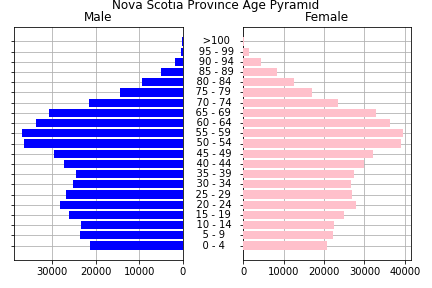 Nova Scotia Province Age Pyramid
Male Female
>100
95 - 99
90 - 94
85 - 89
80 - 84
75 - 79
70 - 74
65 - 69
60 - 64
55 - 59
50 - 54
45 - 49
40 - 44
35 - 39
30 - 34
25 - 29
20 - 24
15 - 19
10 - 14
5 - 9
0 - 4
30000 20000 10000 0 0 10000 20000 30000 40000